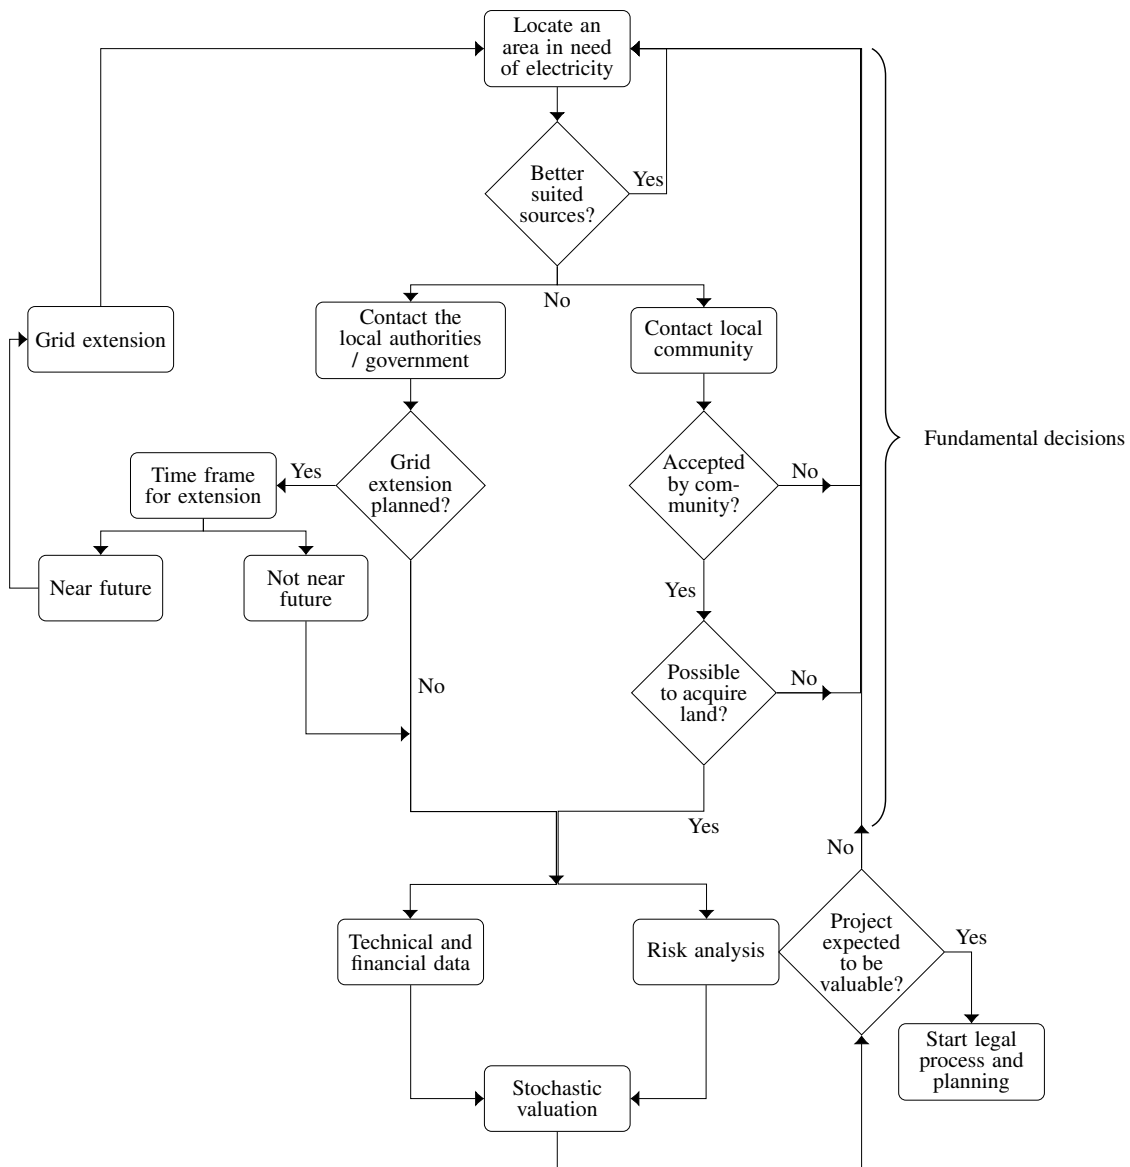 Locate an
area in need
of electricity
Better
suited
sources?
Yes
No
Contact the
local authorities
/ government
Contact local
community
Grid extension
Fundamental decisions
Grid
extension
planned?
Yes
Time frame
for extension
Accepted
by com-
munity?
No
Near future
Not near
future
Yes
Possible
to acquire
land?
No
No
Yes
No
Technical and
financial data
Risk analysis
Project
expected
to be
valuable?
Yes
Start legal
process and
planning
Stochastic
valuation